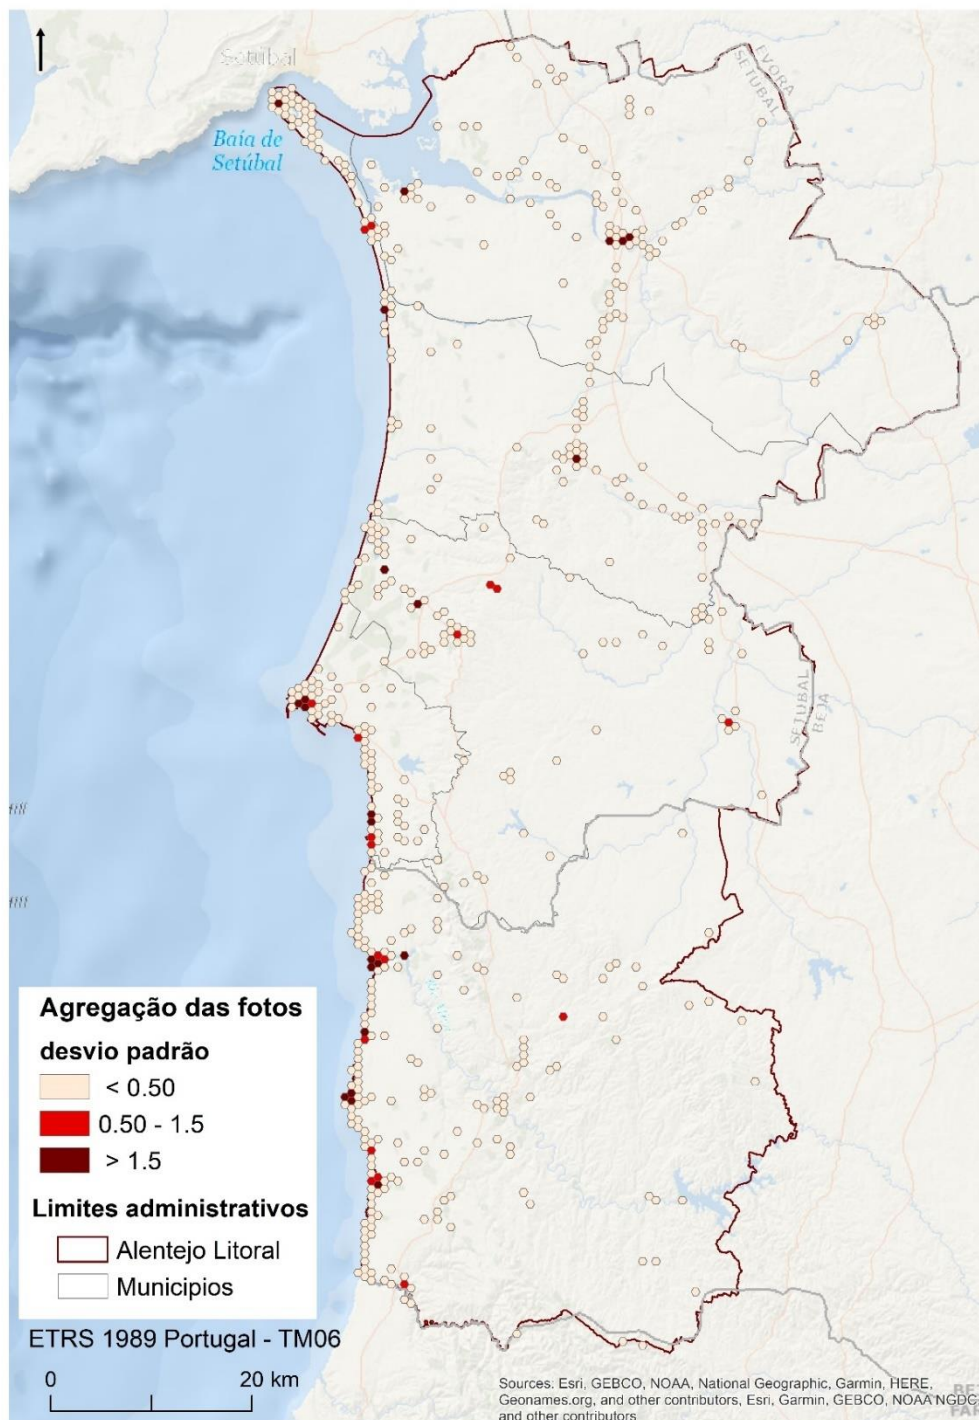 Setúbal
ÉVORA
SETÚBAL
Baía de
Setúbal
SETÚBAL
BEJA
Agregação das fotos
desvio padrão
< 0.50
0.50 - 1.5
> 1.5
Limites administrativos
Alentejo Litoral
Municipios
ETRS 1989 Portugal - TM06
0 20 km
Sources: Esri, GEBCO, NOAA, National Geographic, Garmin, HERE,
Geonames.org, and other contributors, Esri, Garmin, GEBCO, NOAA NGDC
and other contributors